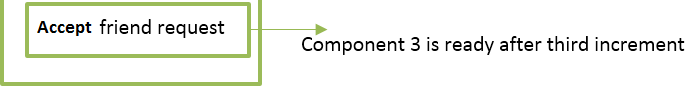 Accept friend request
Component 3 is ready after third increment